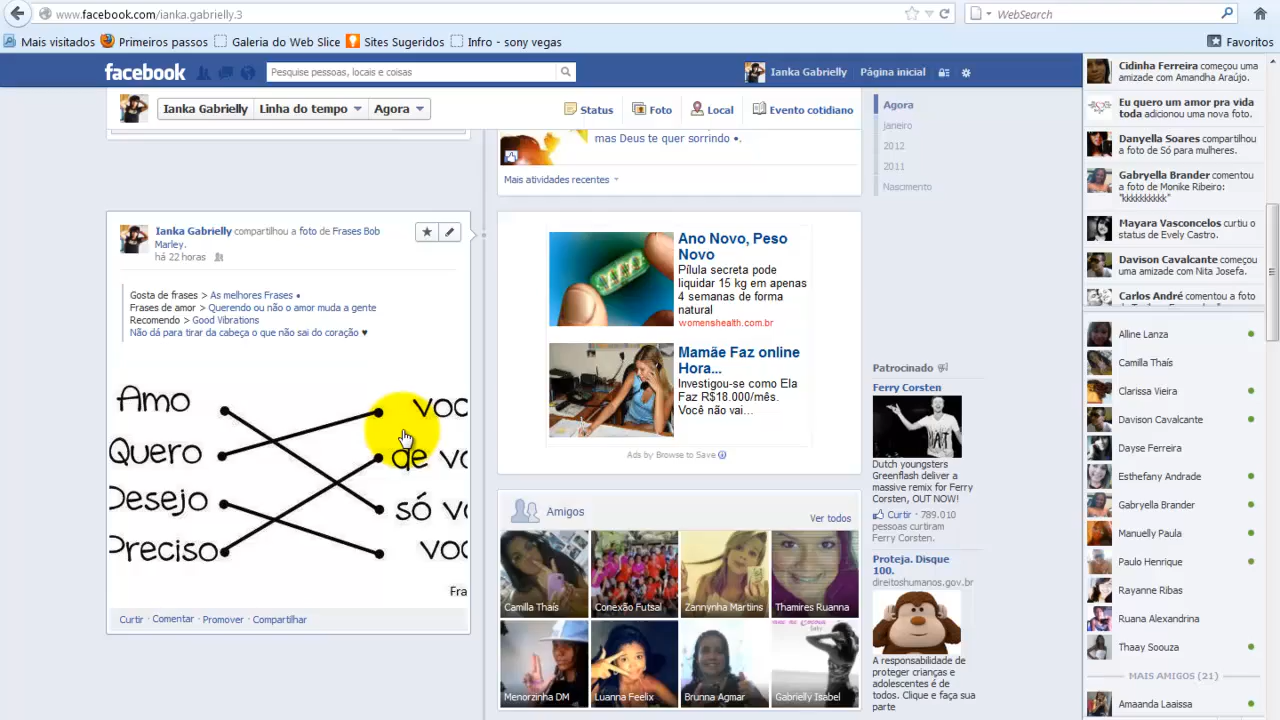 www.facebook.com/ianka.gabrielly.3
WebSearch
Mais visitados
Primeiros passos
Galeria do Web Slice
Sites Sugeridos
Infro - sony vegas
Favoritos
facebook
Pesquise pessoas, locais e coisas
Ianka Gabrielly
Página inicial
Ianka Gabrielly
Linha do tempo
Agora
Status
Foto
Local
Evento cotidiano
mas Deus te quer sorrindo •.
Mais atividades recentes
Agora
Janeiro
2012
2011
Nascimento
Ianka Gabrielly compartilhou a foto de Frases Bob
Marley.
há 22 horas
Gosta de frases > As melhores Frases •
Frases de amor > Querendo ou não o amor muda a gente
Recomendo > Good Vibrations
Não dá para tirar da cabeça o que não sai do coração ♥
Amo
voc
Quero
de vo
Desejo
só vo
Preciso
voc
Fra
Curtir · Comentar · Promover · Compartilhar
Ano Novo, Peso
Novo
Pílula secreta pode
liquidar 15 kg em apenas
4 semanas de forma
natural
womenshealth.com.br
Mamãe Faz online
Hora...
Investigou-se como Ela
Faz R$18.000/mês.
Você não vai...
Ads by Browse to Save
Amigos
Ver todos
Camilla Thaís
Conexão Futsal
Zannynha Martiins
Thamires Ruanna
Menorzinha DM
Luanna Feelix
Brunna Agmar
Gabrielly Isabel
Patrocinado
Ferry Corsten
Dutch youngsters
Greenflash deliver a
massive remix for Ferry
Corsten, OUT NOW!
Curtir · 789.010
pessoas curtiram
Ferry Corsten.
Proteja. Disque
100.
direitoshumanos.gov.br
A responsabilidade de
proteger crianças e
adolescentes é de
todos. Clique e faça sua
parte
Cidinha Ferreira começou uma
amizade com Amandha Araújo.
Eu quero um amor pra vida
toda adicionou uma nova foto.
Danyella Soares compartilhou
a foto de Só para mulheres.
Gabryella Brander comentou
a foto de Monike Ribeiro:
"kkkkkkkkkk"
Mayara Vasconcelos curtiu o
status de Evely Castro.
Davison Cavalcante começou
uma amizade com Nita Josefa.
Carlos André comentou a foto
Alline Lanza
Camilla Thaís
Clarissa Vieira
Davison Cavalcante
Dayse Ferreira
Esthefany Andrade
Gabryella Brander
Manuelly Paula
Paulo Henrique
Rayanne Ribas
Ruana Alexandrina
Thaay Soouza
MAIS AMIGOS (21)
Amaanda Laaissa